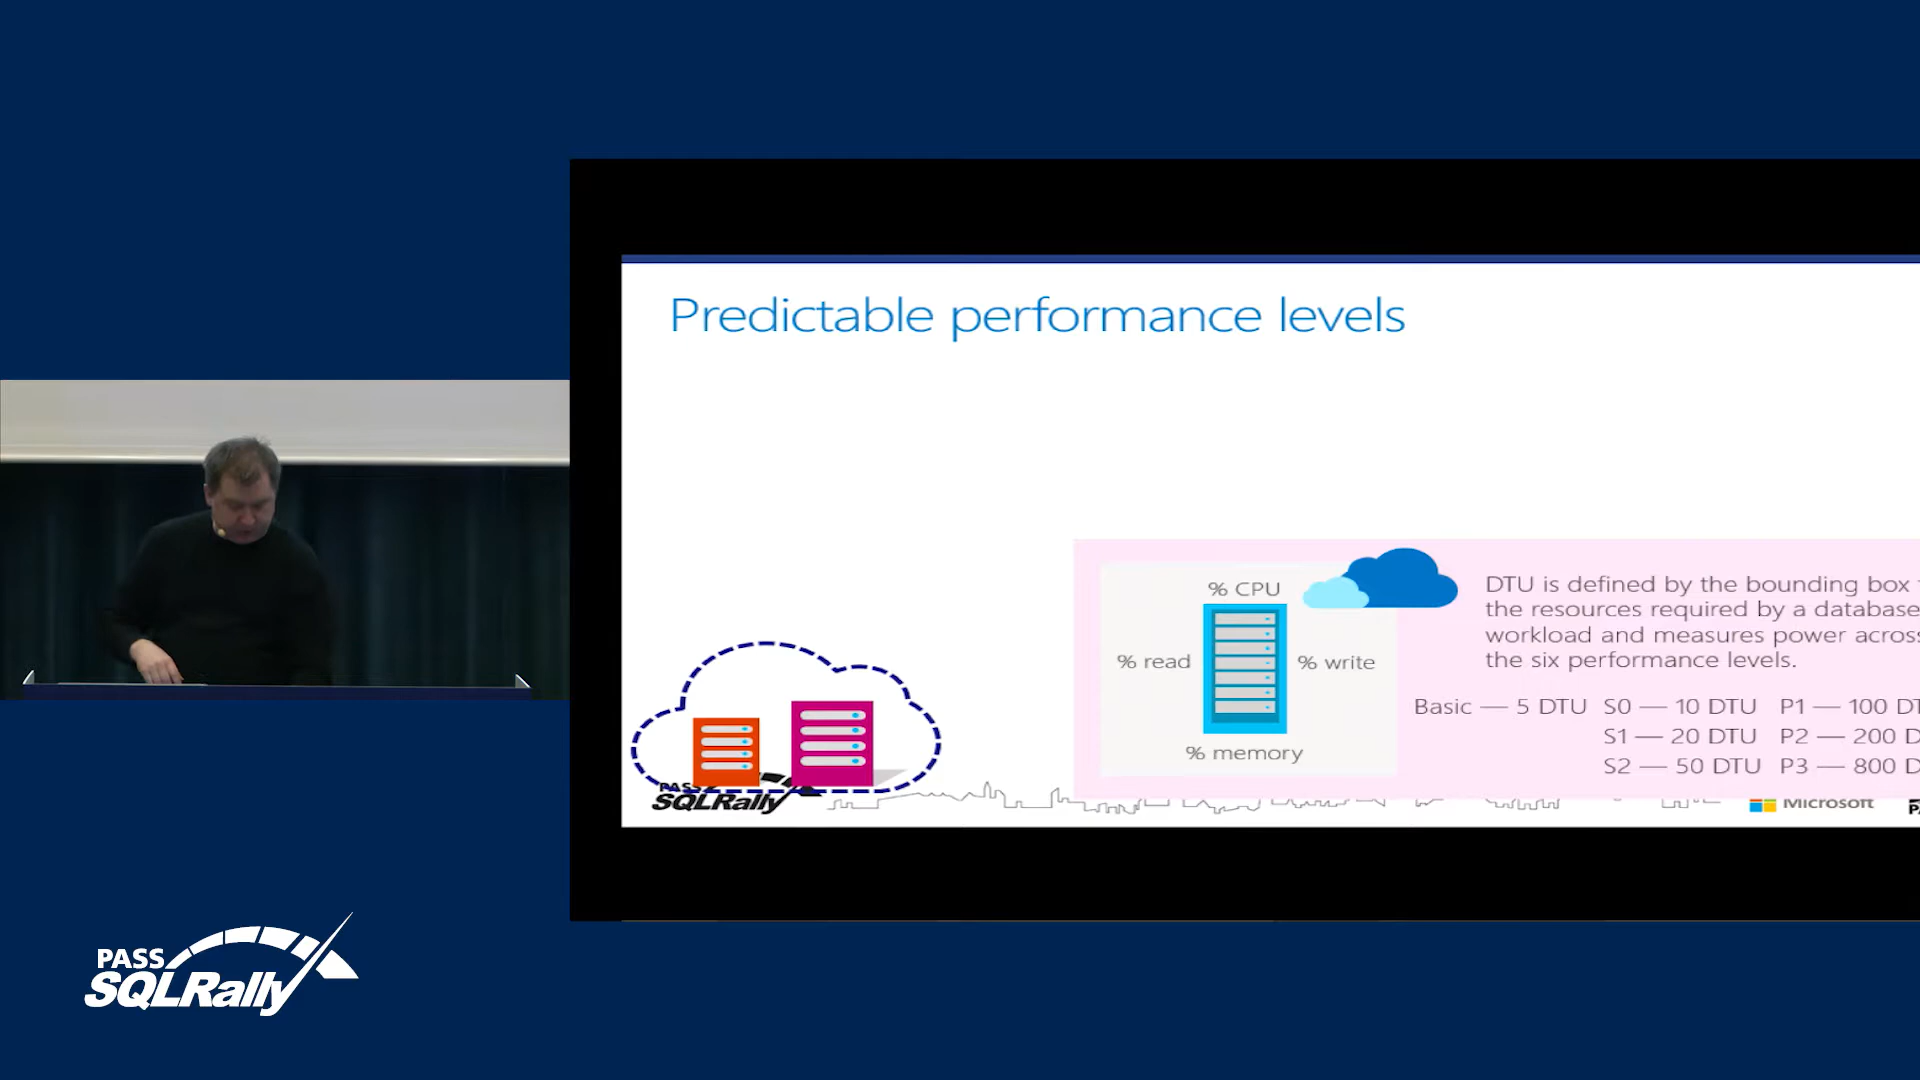 Predictable performance levels
% CPU
% read
% write
% memory
DTU is defined by the bounding box
the resources required by a database
workload and measures power across
the six performance levels.
Basic — 5 DTU S0 — 10 DTU P1 — 100 DT
S1 — 20 DTU P2 — 200 D
S2 — 50 DTU P3 — 800 D
PASS
SQLRally
Microsoft
PASS
SQLRally